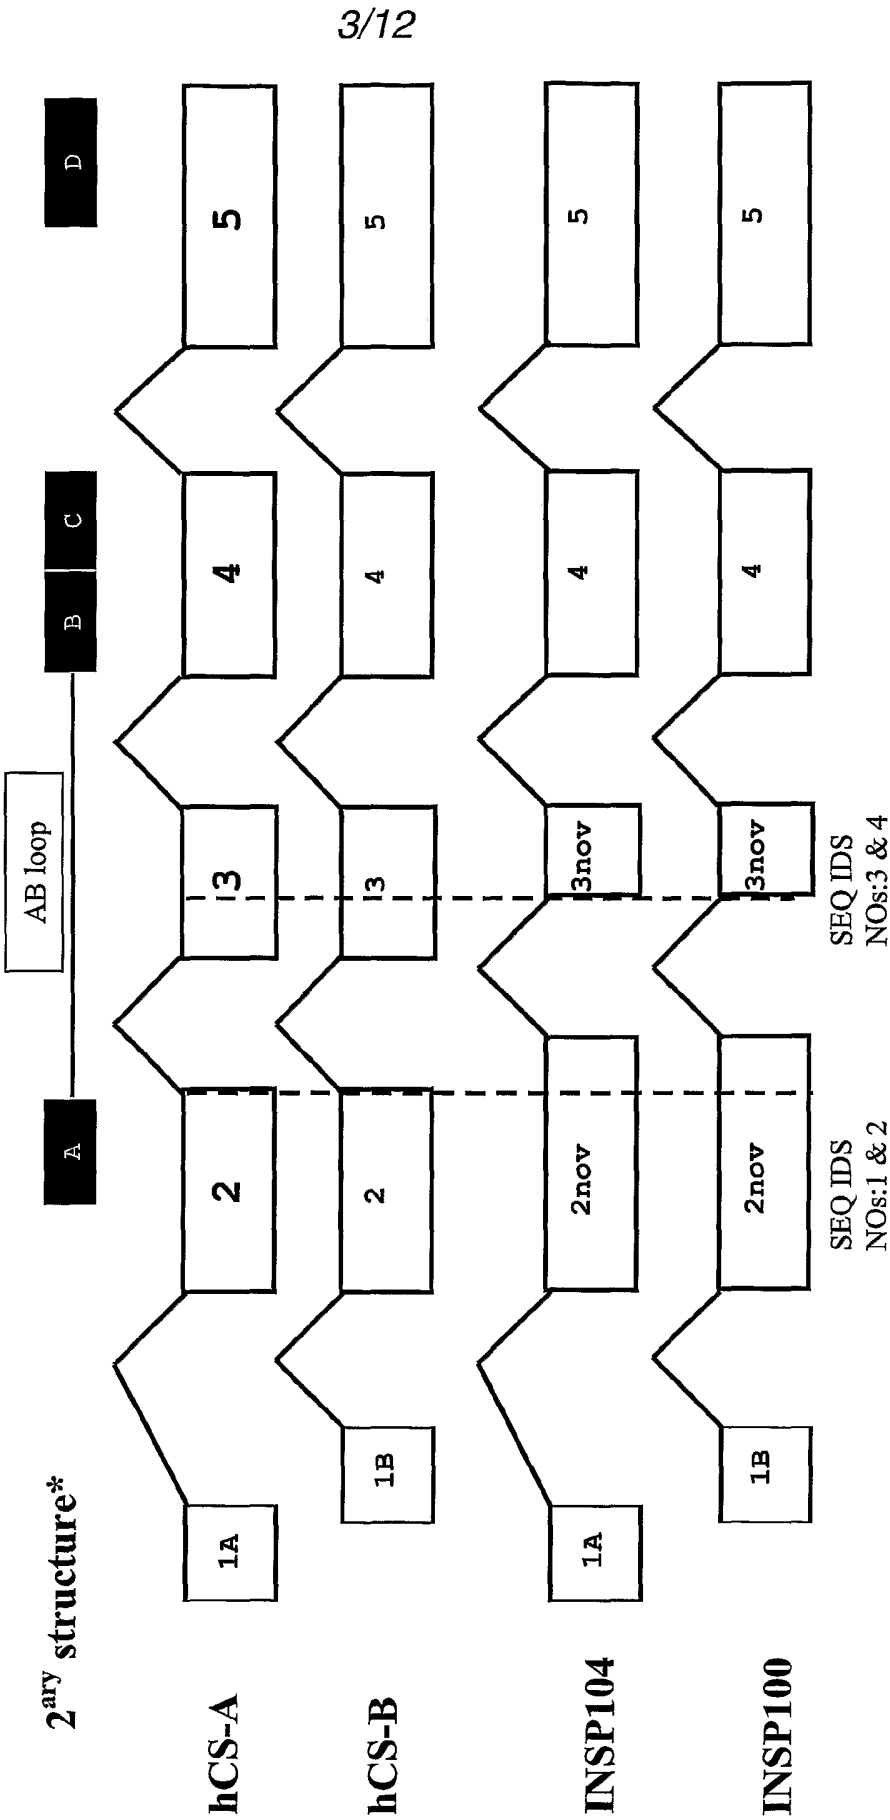 3/12
2ary structure*
A
AB loop
B
C
D
hCS-A
1A
2
3
4
5
hCS-B
1B
2
3
4
5
INSP104
1A
2nov
3nov
4
5
INSP100
1B
2nov
3nov
4
5
SEQ IDS
NOs:1 & 2
SEQ IDS
NOs:3 & 4